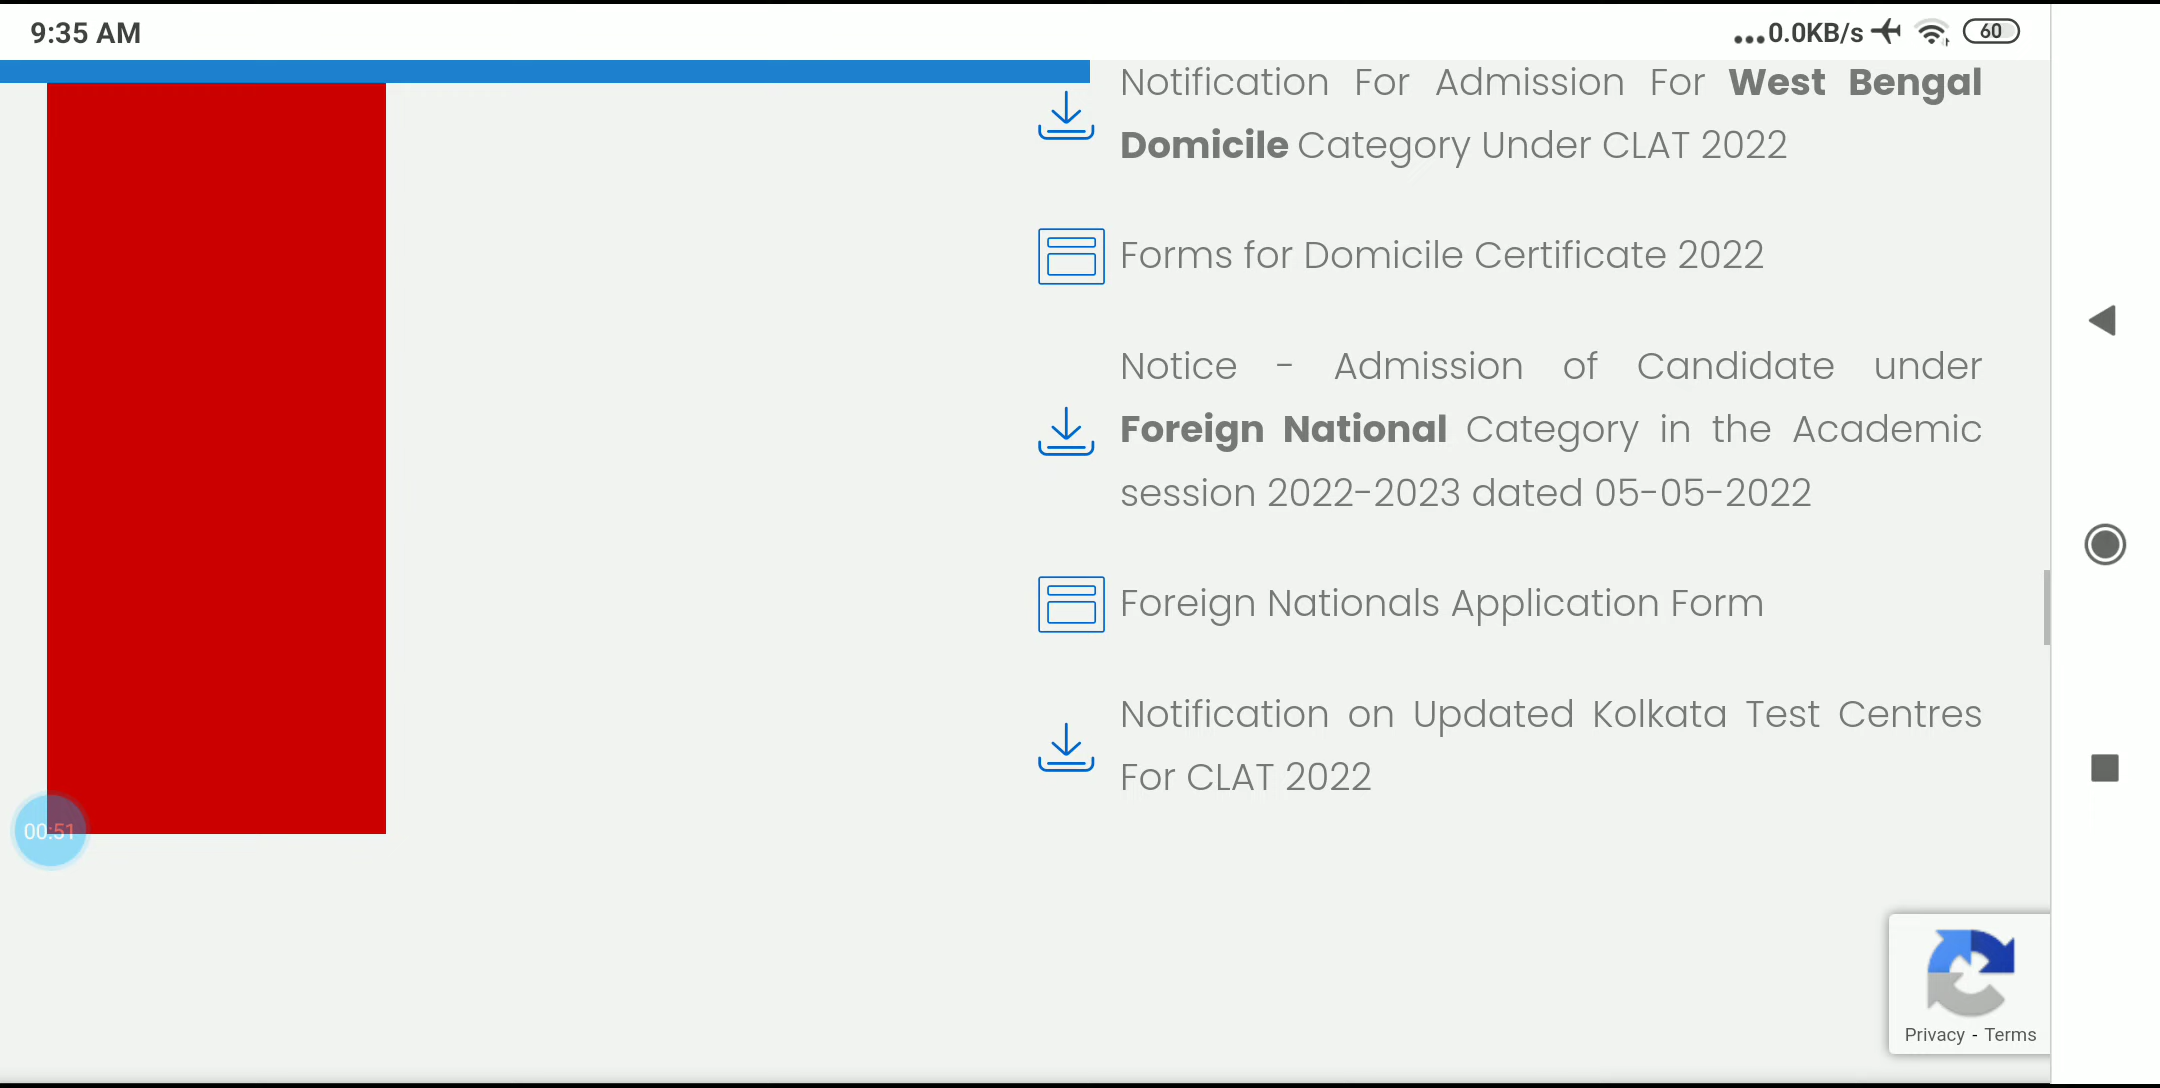 9:35 AM
...0.0KB/s
60
Notification For Admission For West Bengal
Domicile Category Under CLAT 2022
Forms for Domicile Certificate 2022
Notice - Admission of Candidate under
Foreign National Category in the Academic
session 2022-2023 dated 05-05-2022
Foreign Nationals Application Form
Notification on Updated Kolkata Test Centres
For CLAT 2022
00:51
Privacy - Terms